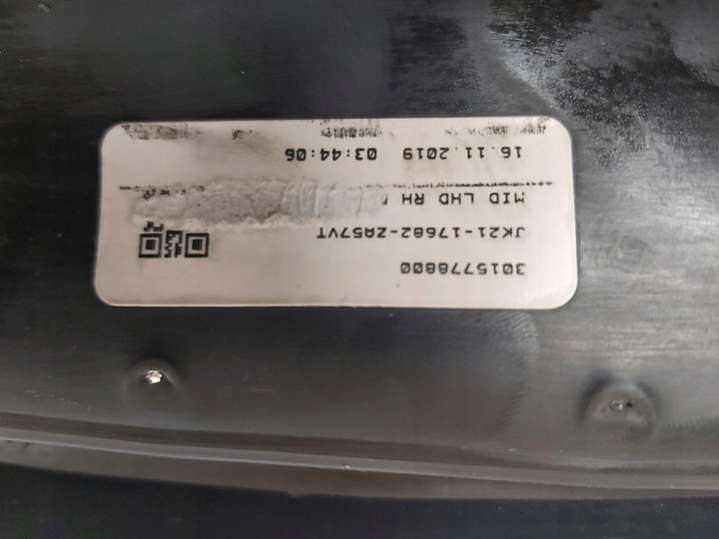 3015778800
JK21-17682-ZA57VT
MID LHD RH
16.11.2019 03:44:06